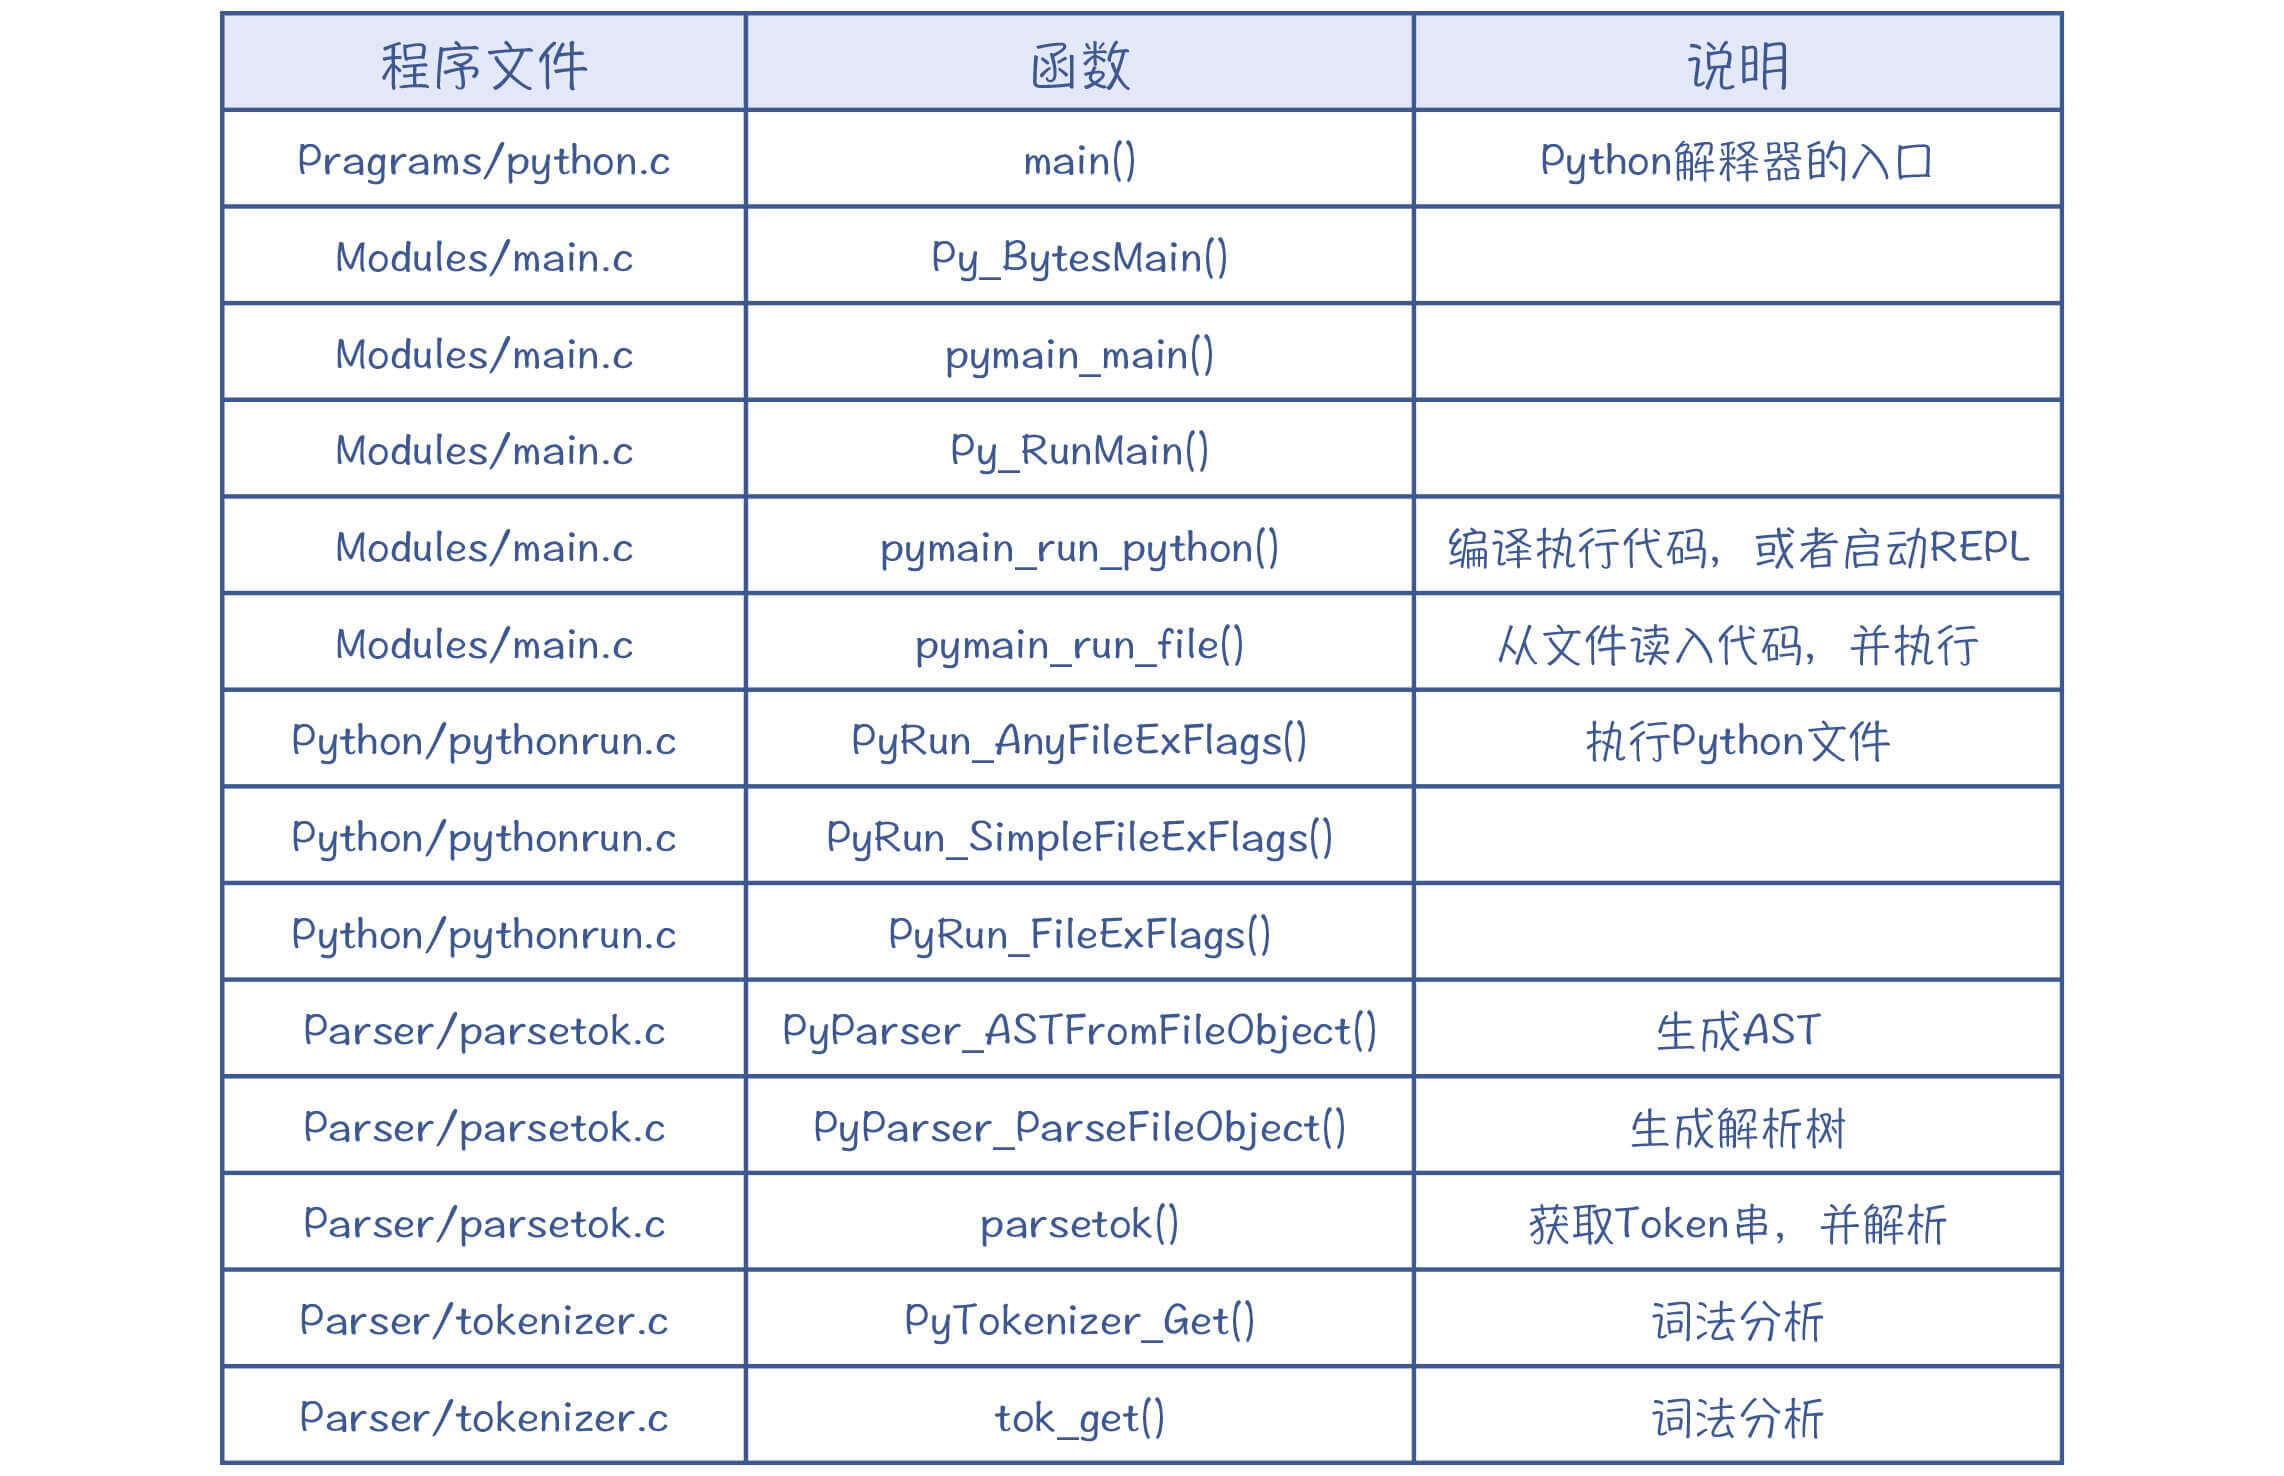 程序文件 函数 说明
Pragrams/python.c main() Python解释器的入口
Modules/main.c Py_BytesMain()
Modules/main.c pymain_main()
Modules/main.c Py_RunMain()
Modules/main.c pymain_run_python() 编译执行代码，或者启动REPL
Modules/main.c pymain_run_file() 从文件读入代码，并执行
Python/pythonrun.c PyRun_AnyFileExFlags() 执行Python文件
Python/pythonrun.c PyRun_SimpleFileExFlags()
Python/pythonrun.c PyRun_FileExFlags()
Parser/parsetok.c PyParser_ASTFromFileObject() 生成AST
Parser/parsetok.c PyParser_ParseFileObject() 生成解析树
Parser/parsetok.c parsetok() 获取Token串，并解析
Parser/tokenizer.c PyTokenizer_Get() 词法分析
Parser/tokenizer.c tok_get() 词法分析